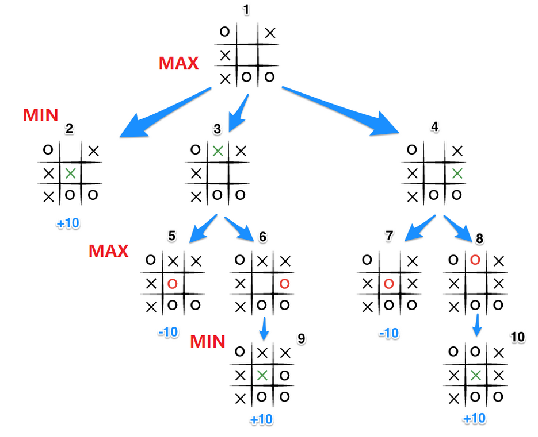 1
O X
X
MAX
X O O
MIN
2
O X
X X
X O O
+10
3
O X X
X
X O O
4
O X
X X
X O O
MAX
5
O X X
X O
X O O
-10
6
O X X
X O
X O O
7
O X
X O X
X O O
-10
8
O O X
X X
X O O
MIN
9
O X X
X X O
X O O
+10
10
O O X
X X X
X O O
+10